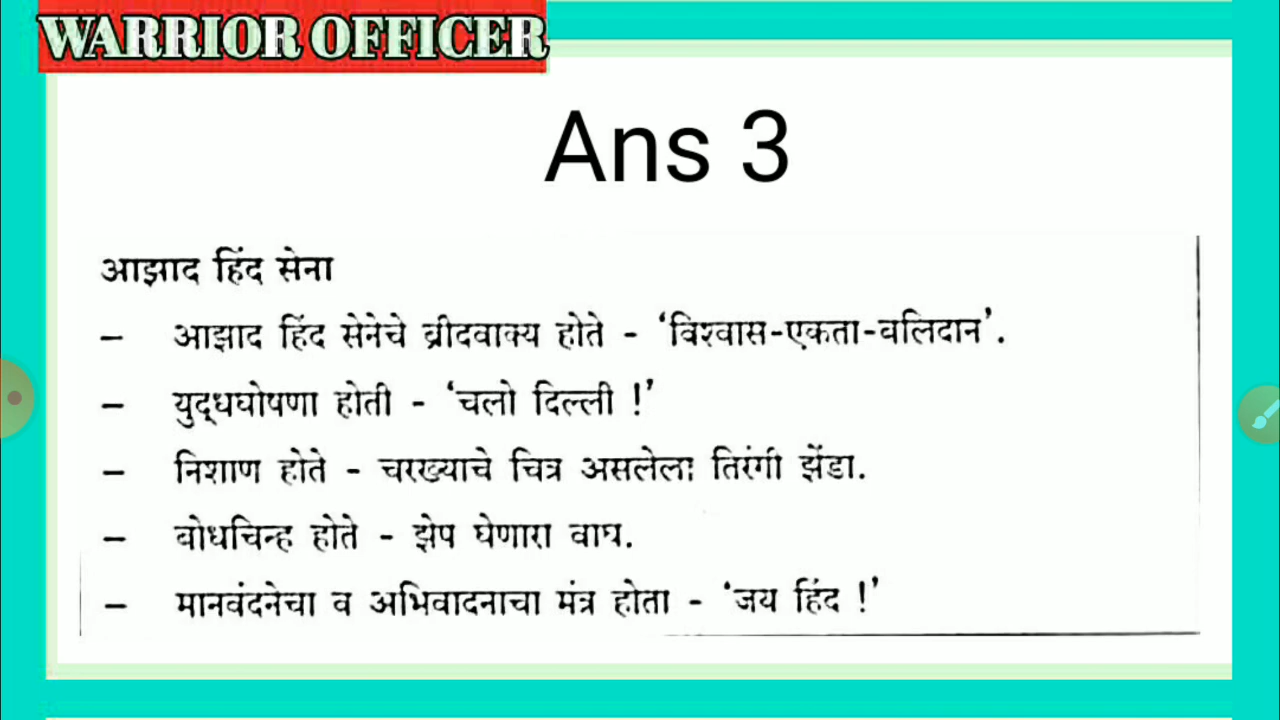 WARRIOR OFFICER
Ans 3
आझाद हिंद सेना
– आझाद हिंद सेनेचे ब्रीदवाक्य होते - ‘विश्वास-एकता-बलिदान’.
– युद्धघोषणा होती - ‘चलो दिल्ली !’
– निशाण होते - चरख्याचे चित्र असलेला तिरंगी झेंडा.
– बोधचिन्ह होते - झेप घेणारा वाघ.
– मानवंदनेचा व अभिवादनाचा मंत्र होता - ‘जय हिंद !’